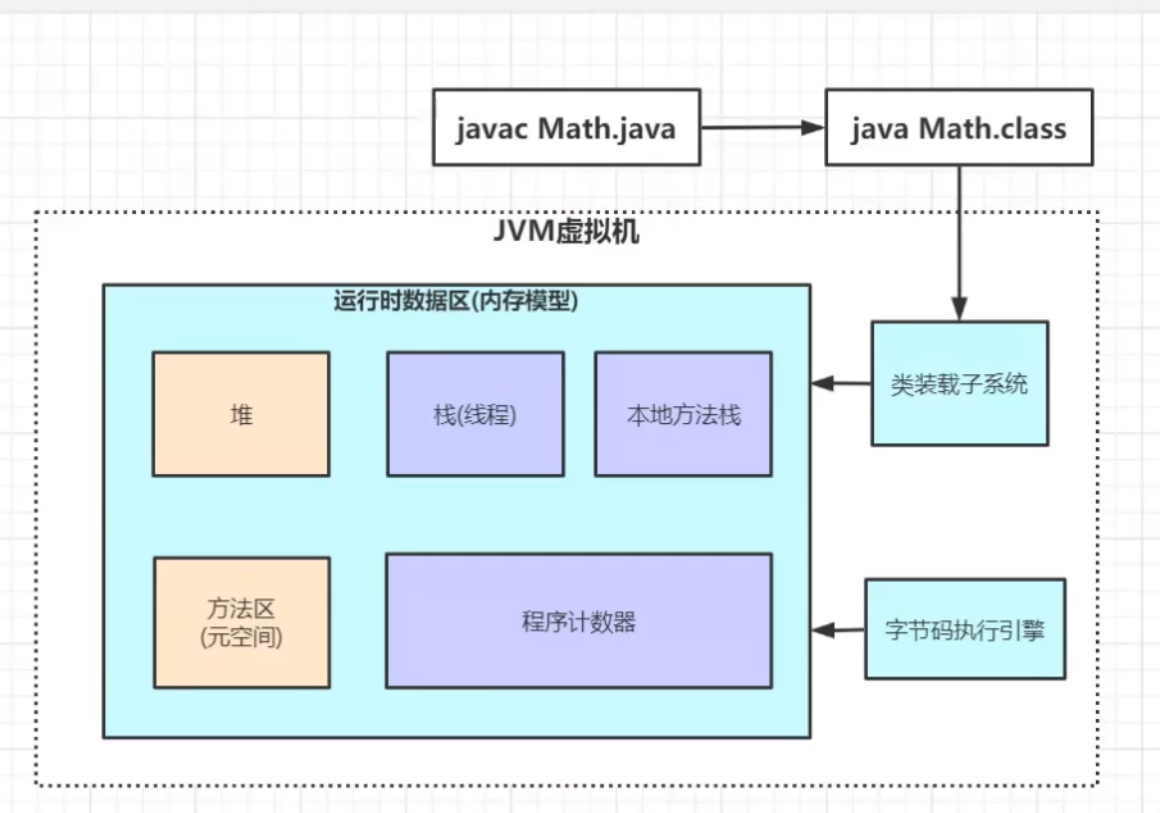 javac Math.java
java Math.class
JVM虚拟机
运行时数据区(内存模型)
堆
栈(线程)
本地方法栈
类装载子系统
方法区
(元空间)
程序计数器
字节码执行引擎